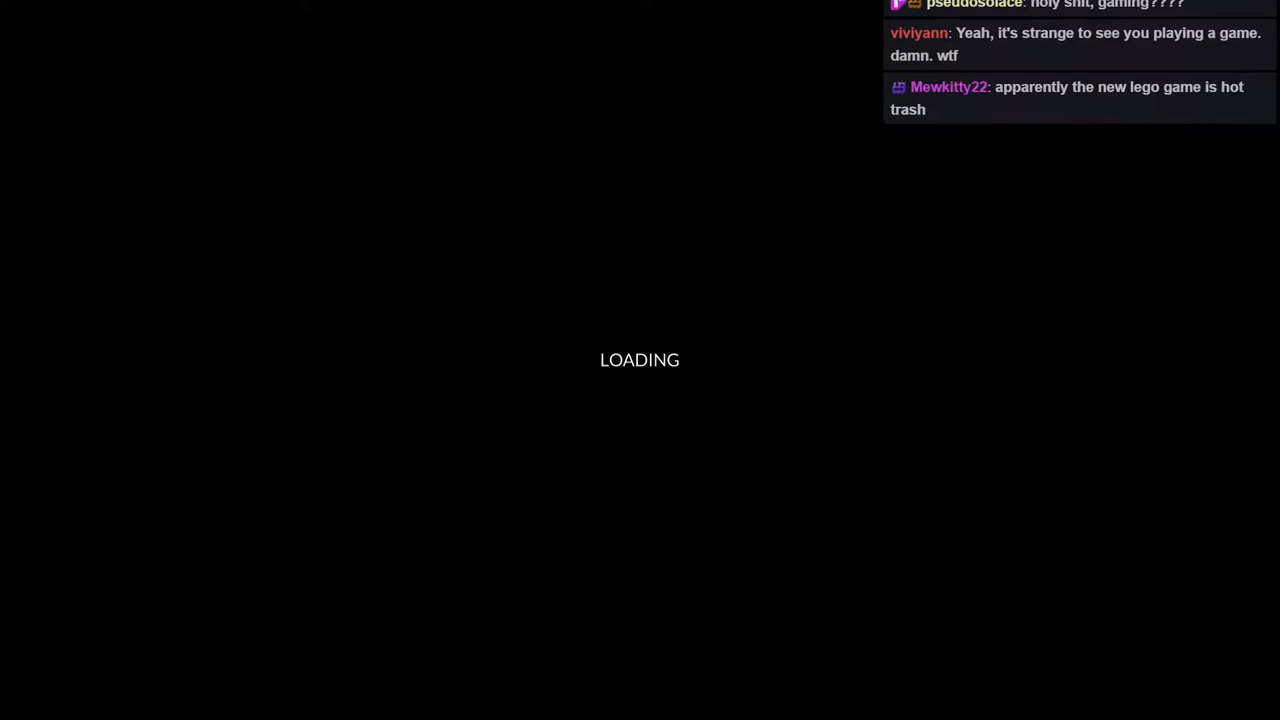 pseudosolace: holy shit, gaming????
viviyann: Yeah, it's strange to see you playing a game.
damn. wtf
Mewkitty22: apparently the new lego game is hot
trash
LOADING